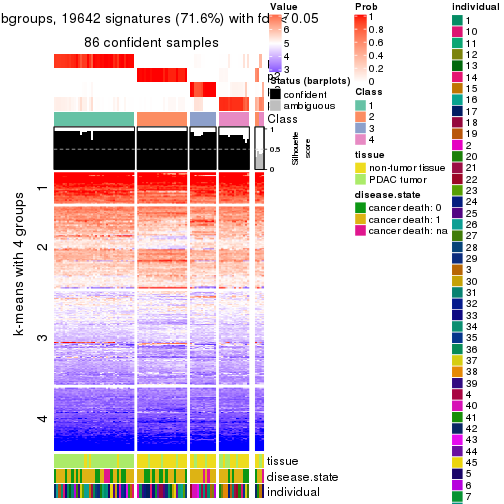 bgroups, 19642 signatures (71.6%) with fd 0.05
86 confident samples
p2
Class
1
0.5
0
Silhouette
score
k-means with 4 groups
1
2
3
4
tissue
disease.state
individual
Value
6
5
4
3
Status (barplots)
confident
ambiguous
Prob
1
0.8
0.6
0.4
0.2
0
Class
1
2
3
4
tissue
non-tumor tissue
PDAC tumor
disease.state
cancer death: 0
cancer death: 1
cancer death: na
individual
1
10
11
12
13
14
15
16
17
18
19
2
20
21
22
23
24
25
26
27
28
29
3
30
31
32
33
34
35
36
37
38
39
4
40
41
42
43
44
45
5
6
7